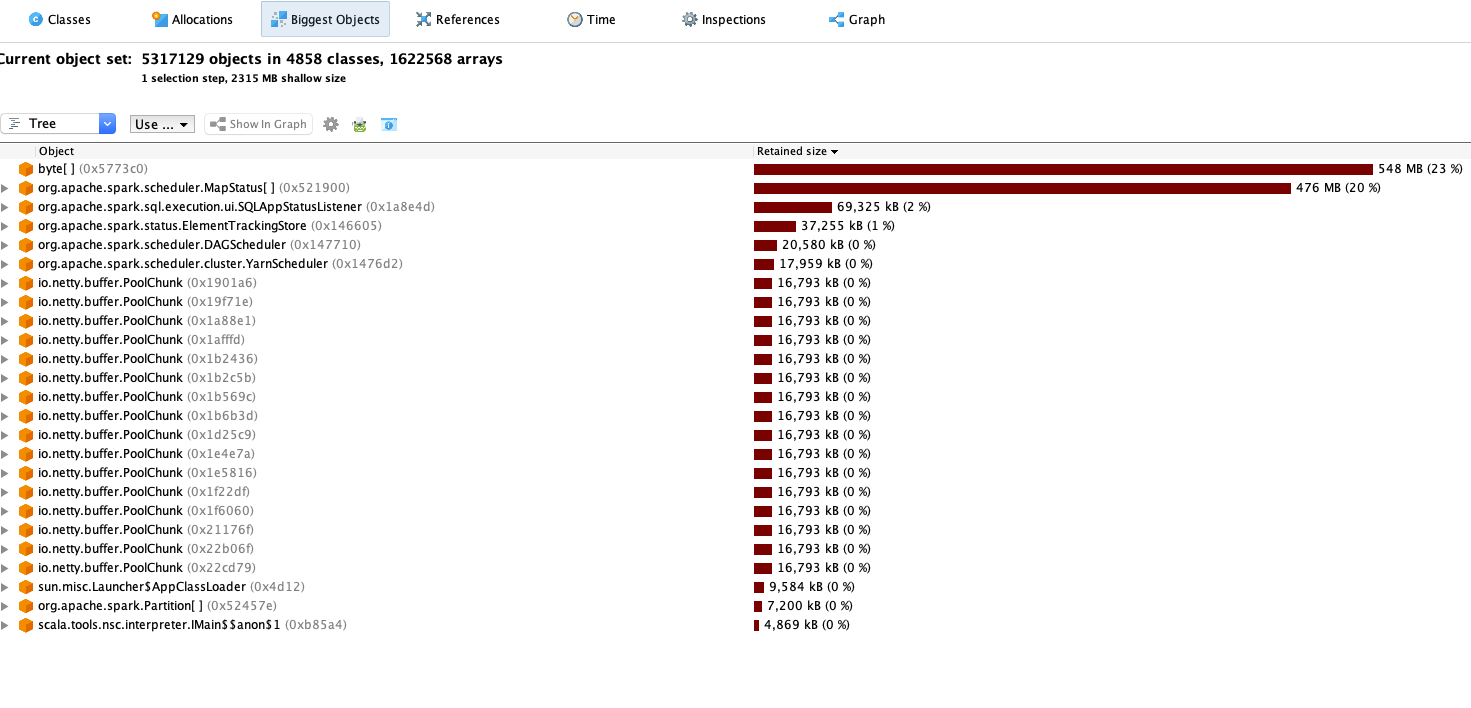 Classes Allocations Biggest Objects References Time Inspections Graph
Current object set: 5317129 objects in 4858 classes, 1622568 arrays
1 selection step, 2315 MB shallow size
Tree Use ... Show In Graph
Object Retained size
byte[ ] (0x5773c0) 548 MB (23 %)
org.apache.spark.scheduler.MapStatus[ ] (0x521900) 476 MB (20 %)
org.apache.spark.sql.execution.ui.SQLAppStatusListener (0x1a8e4d) 69,325 kB (2 %)
org.apache.spark.status.ElementTrackingStore (0x146605) 37,255 kB (1 %)
org.apache.spark.scheduler.DAGScheduler (0x147710) 20,580 kB (0 %)
org.apache.spark.scheduler.cluster.YarnScheduler (0x1476d2) 17,959 kB (0 %)
io.netty.buffer.PoolChunk (0x1901a6) 16,793 kB (0 %)
io.netty.buffer.PoolChunk (0x19f71e) 16,793 kB (0 %)
io.netty.buffer.PoolChunk (0x1a88e1) 16,793 kB (0 %)
io.netty.buffer.PoolChunk (0x1afffd) 16,793 kB (0 %)
io.netty.buffer.PoolChunk (0x1b2436) 16,793 kB (0 %)
io.netty.buffer.PoolChunk (0x1b2c5b) 16,793 kB (0 %)
io.netty.buffer.PoolChunk (0x1b569c) 16,793 kB (0 %)
io.netty.buffer.PoolChunk (0x1b6b3d) 16,793 kB (0 %)
io.netty.buffer.PoolChunk (0x1d25c9) 16,793 kB (0 %)
io.netty.buffer.PoolChunk (0x1e4e7a) 16,793 kB (0 %)
io.netty.buffer.PoolChunk (0x1e5816) 16,793 kB (0 %)
io.netty.buffer.PoolChunk (0x1f22df) 16,793 kB (0 %)
io.netty.buffer.PoolChunk (0x1f6060) 16,793 kB (0 %)
io.netty.buffer.PoolChunk (0x21176f) 16,793 kB (0 %)
io.netty.buffer.PoolChunk (0x22b06f) 16,793 kB (0 %)
io.netty.buffer.PoolChunk (0x22cd79) 16,793 kB (0 %)
sun.misc.Launcher$AppClassLoader (0x4d12) 9,584 kB (0 %)
org.apache.spark.Partition[ ] (0x52457e) 7,200 kB (0 %)
scala.tools.nsc.interpreter.IMain$$anon$1 (0xb85a4) 4,869 kB (0 %)